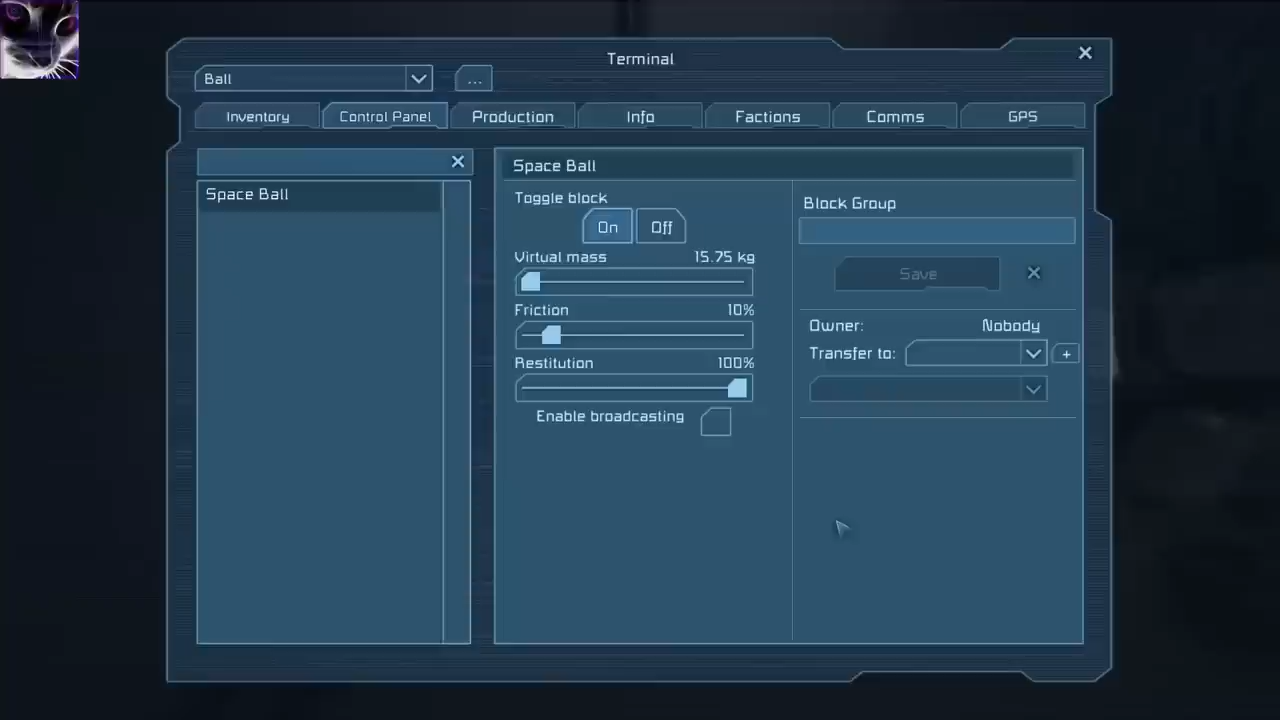 Terminal
Ball
...
Inventory Control Panel Production Info Factions Comms GPS
Space Ball
Space Ball
Toggle block
On Off
Virtual mass 15.75 kg
Friction 10%
Restitution 100%
Enable broadcasting
Block Group
Save
Owner: Nobody
Transfer to: